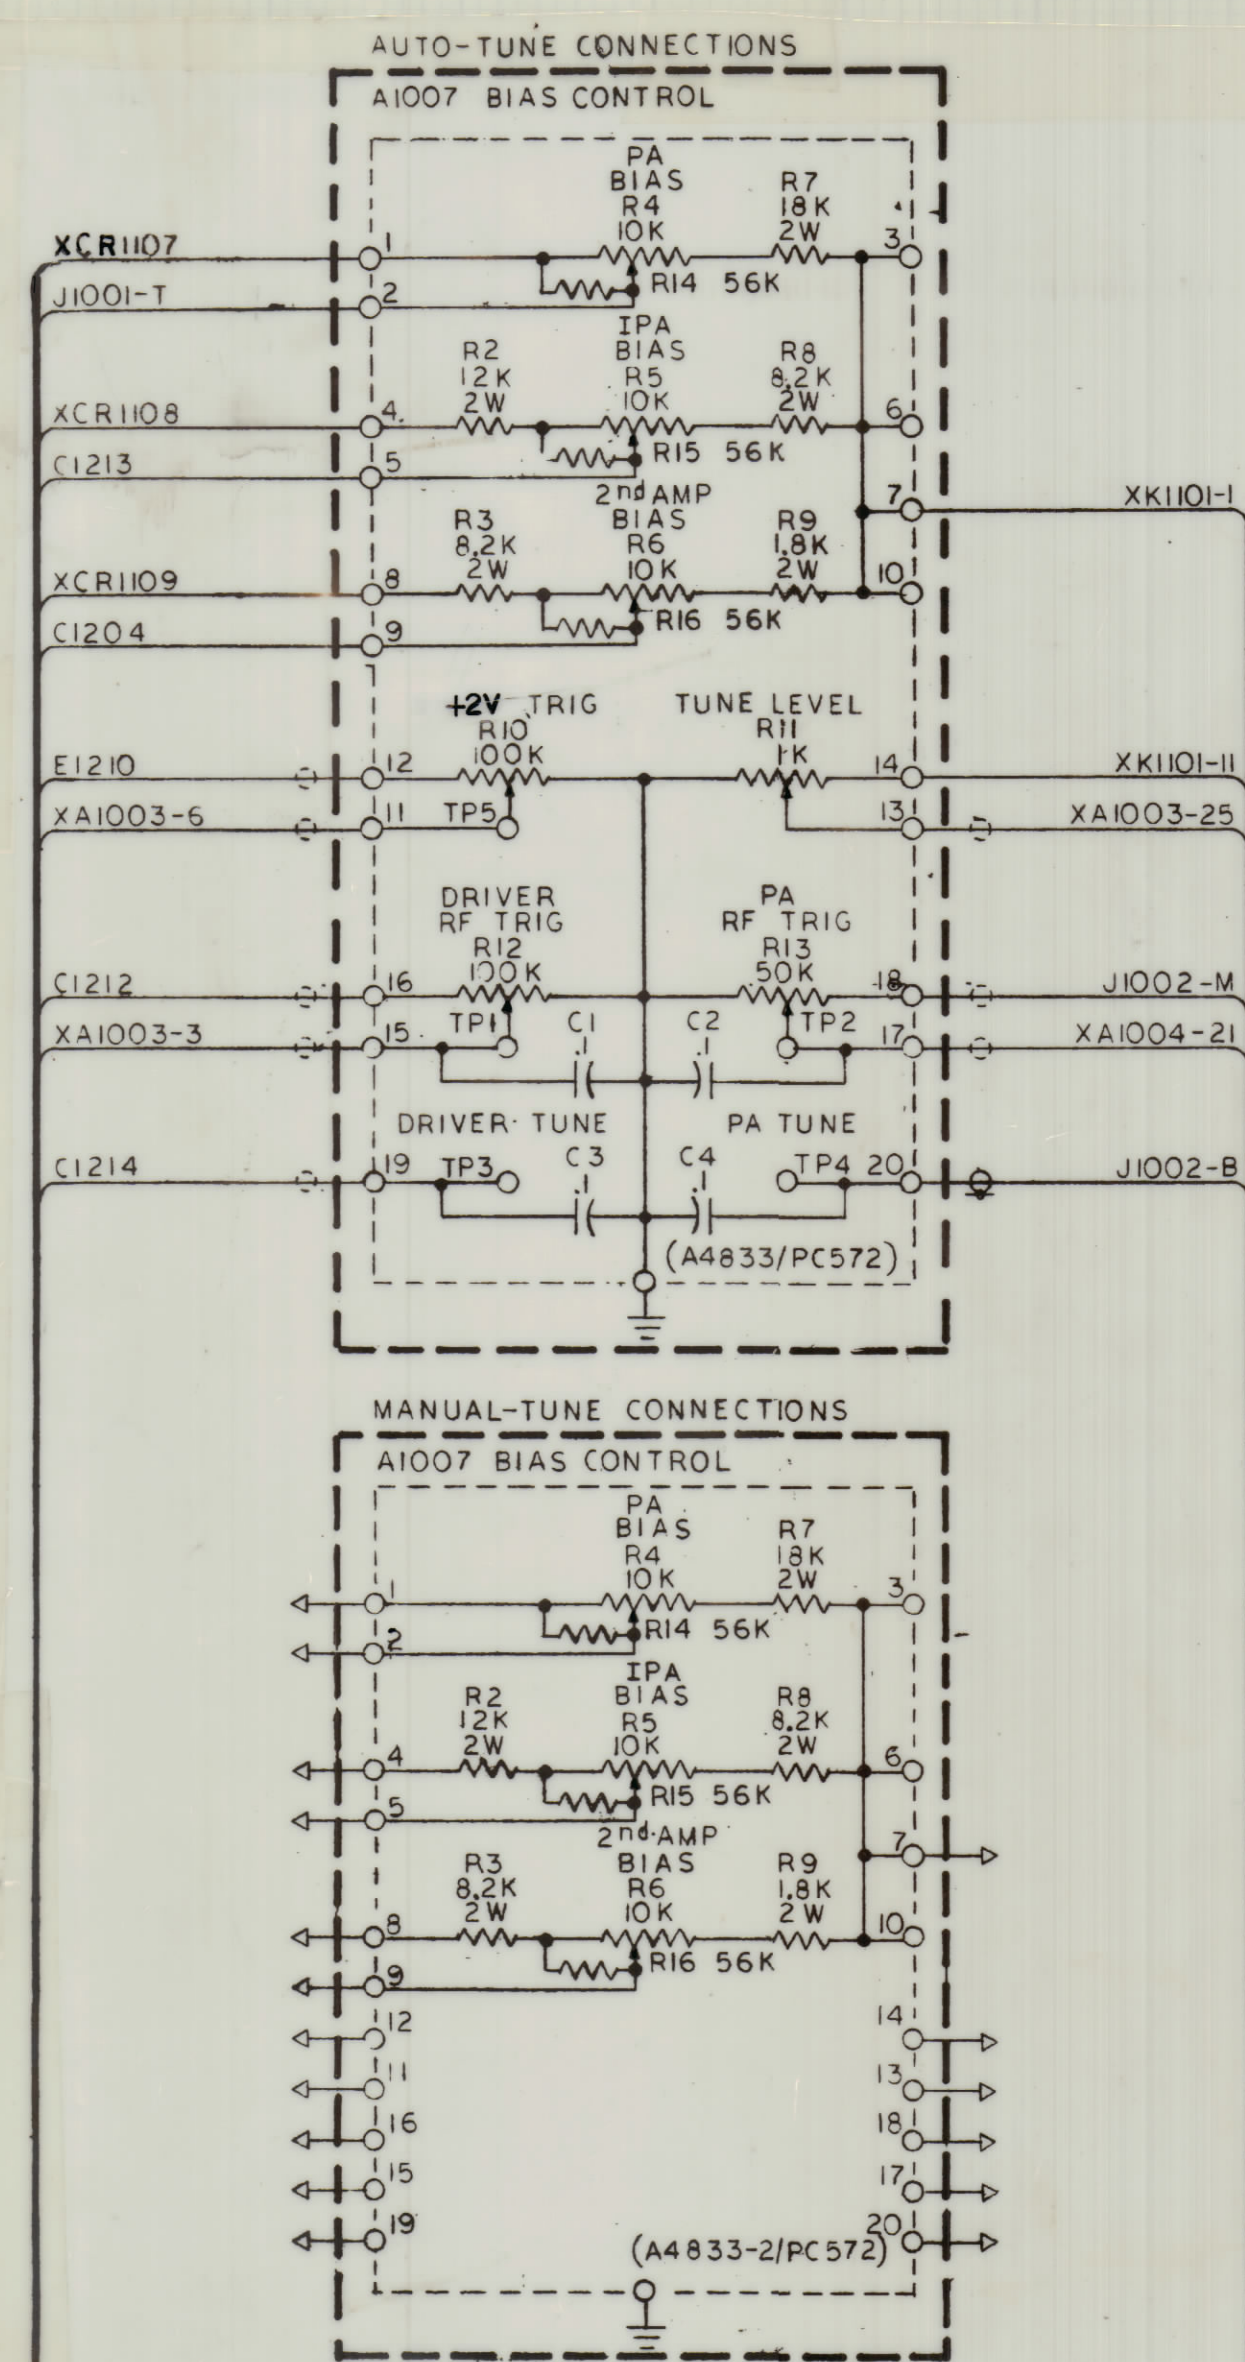 AUTO-TUNE CONNECTIONS
A1007 BIAS CONTROL
PA
BIAS
R4
10K
R7
18K
2W
XCR1107
1
3
R14 56K
J1001-T
2
IPA
BIAS
R5
10K
R2
12K
2W
R8
8.2K
2W
XCR1108
4
6
R15 56K
C1213
5
2nd AMP
BIAS
R6
10K
7
XK1101-1
R3
8.2K
2W
R9
1.8K
2W
XCR1109
8
10
R16 56K
C1204
9
+2V TRIG
R10
100K
TUNE LEVEL
R11
1K
E1210
12
14
XK1101-11
XA1003-6
11
TP5
13
XA1003-25
DRIVER
RF TRIG
R12
100K
PA
RF TRIG
R13
50K
C1212
16
18
J1002-M
XA1003-3
15
TP1
C1
.1
C2
.1
TP2
17
XA1004-21
DRIVER TUNE
PA TUNE
C1214
19
TP3
C3
.1
C4
.1
TP4
20
J1002-B
(A4833/PC572)
MANUAL-TUNE CONNECTIONS
A1007 BIAS CONTROL
PA
BIAS
R4
10K
R7
18K
2W
1
3
R14 56K
2
IPA
BIAS
R5
10K
R2
12K
2W
R8
8.2K
2W
4
6
R15 56K
5
2nd AMP
BIAS
R6
10K
7
R3
8.2K
2W
R9
1.8K
2W
8
10
R16 56K
9
12
14
11
13
16
18
15
17
19
20
(A4833-2/PC572)